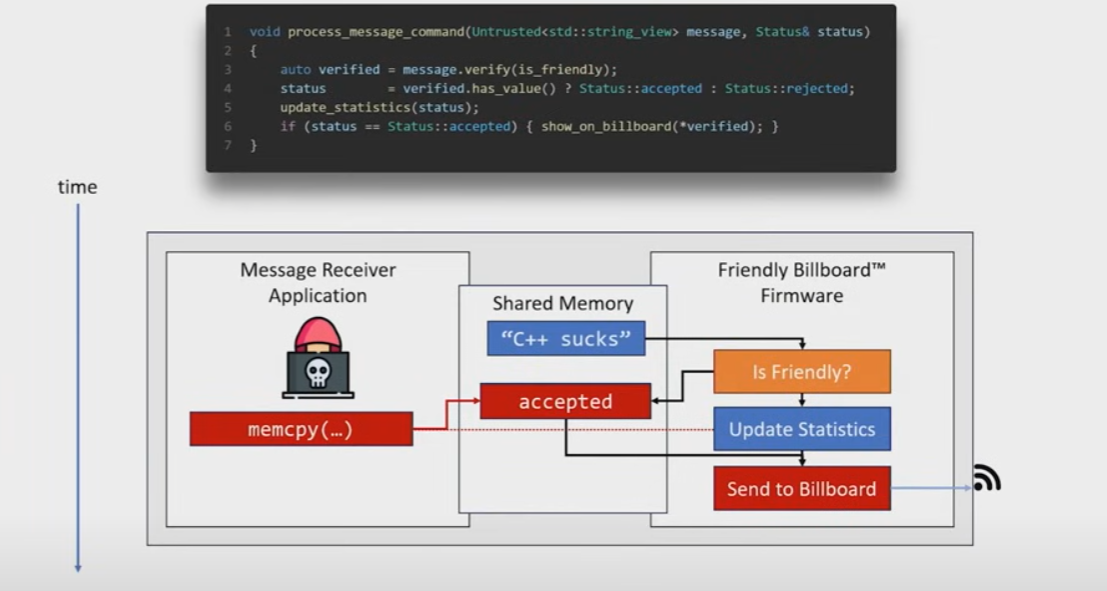 1 void process_message_command(Untrusted<std::string_view> message, Status& status)
2 {
3 auto verified = message.verify(is_friendly);
4 status = verified.has_value() ? Status::accepted : Status::rejected;
5 update_statistics(status);
6 if (status == Status::accepted) { show_on_billboard(*verified); }
7 }
time
Message Receiver
Application
memcpy(…)
Shared Memory
“C++ sucks”
accepted
Friendly Billboard™
Firmware
Is Friendly?
Update Statistics
Send to Billboard